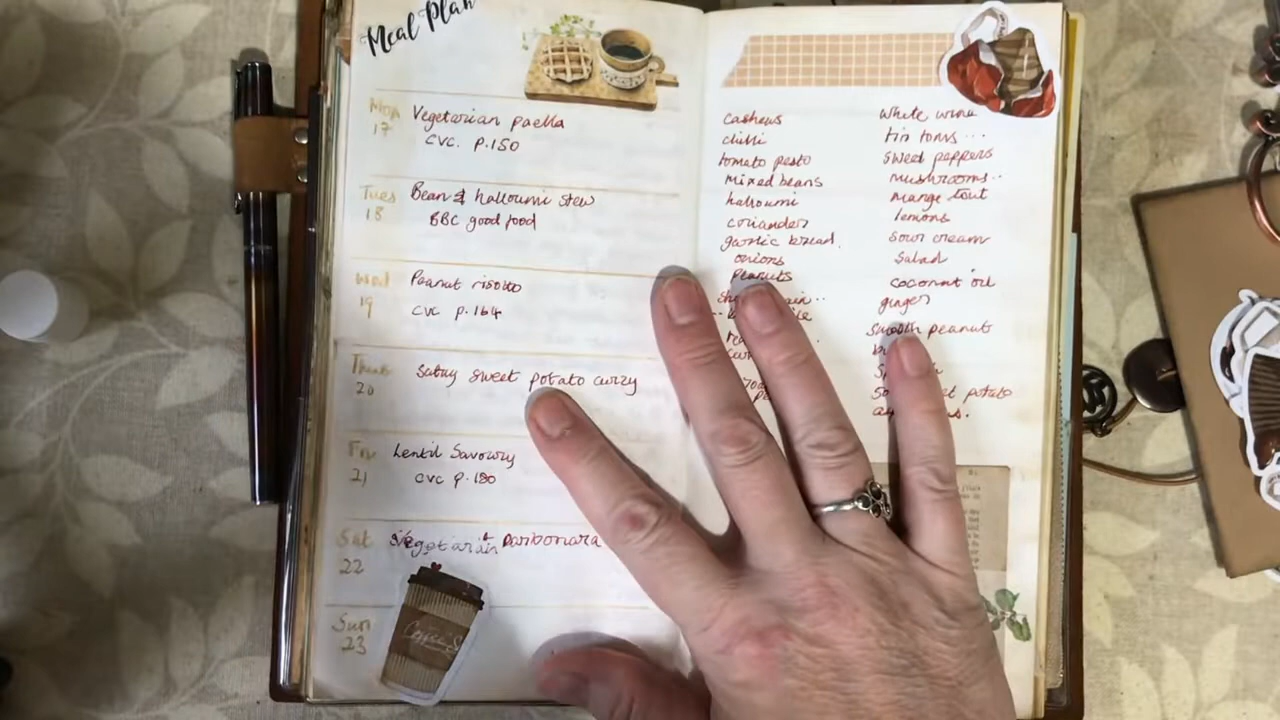 Meal Plan
Mon
17
Vegetarian paella
CVC. P.150
Tues
18
Bean & halloumi stew
BBC good food
Wed
19
Peanut risotto
CVC P.164
Thurs
20
Satay sweet potato curry
Fri
21
Lentil Savoury
CVC P.180
Sat
22
Vegetarian Carbonara
Sun
23
Coffee
cashews
chilli
tomato pesto
mixed beans
halloumi
coriander
garlic bread.
onions
Peanuts
white wine
tin toms ...
sweet peppers
mushrooms..
mange tout
lemons
sour cream
Salad
coconut oil
ginger
smooth peanut
potato